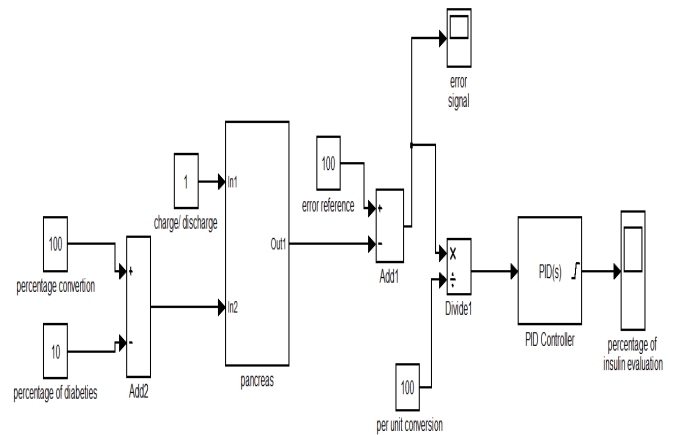 error
signal
100
error reference
+
-
Add1
1
charge/ discharge
In1
In2
Out1
pancreas
100
percentage convertion
+
-
10
percentage of diabeties
Add2
×
÷
Divide1
100
per unit conversion
PID(s)
PID Controller
percentage of
insulin evaluation